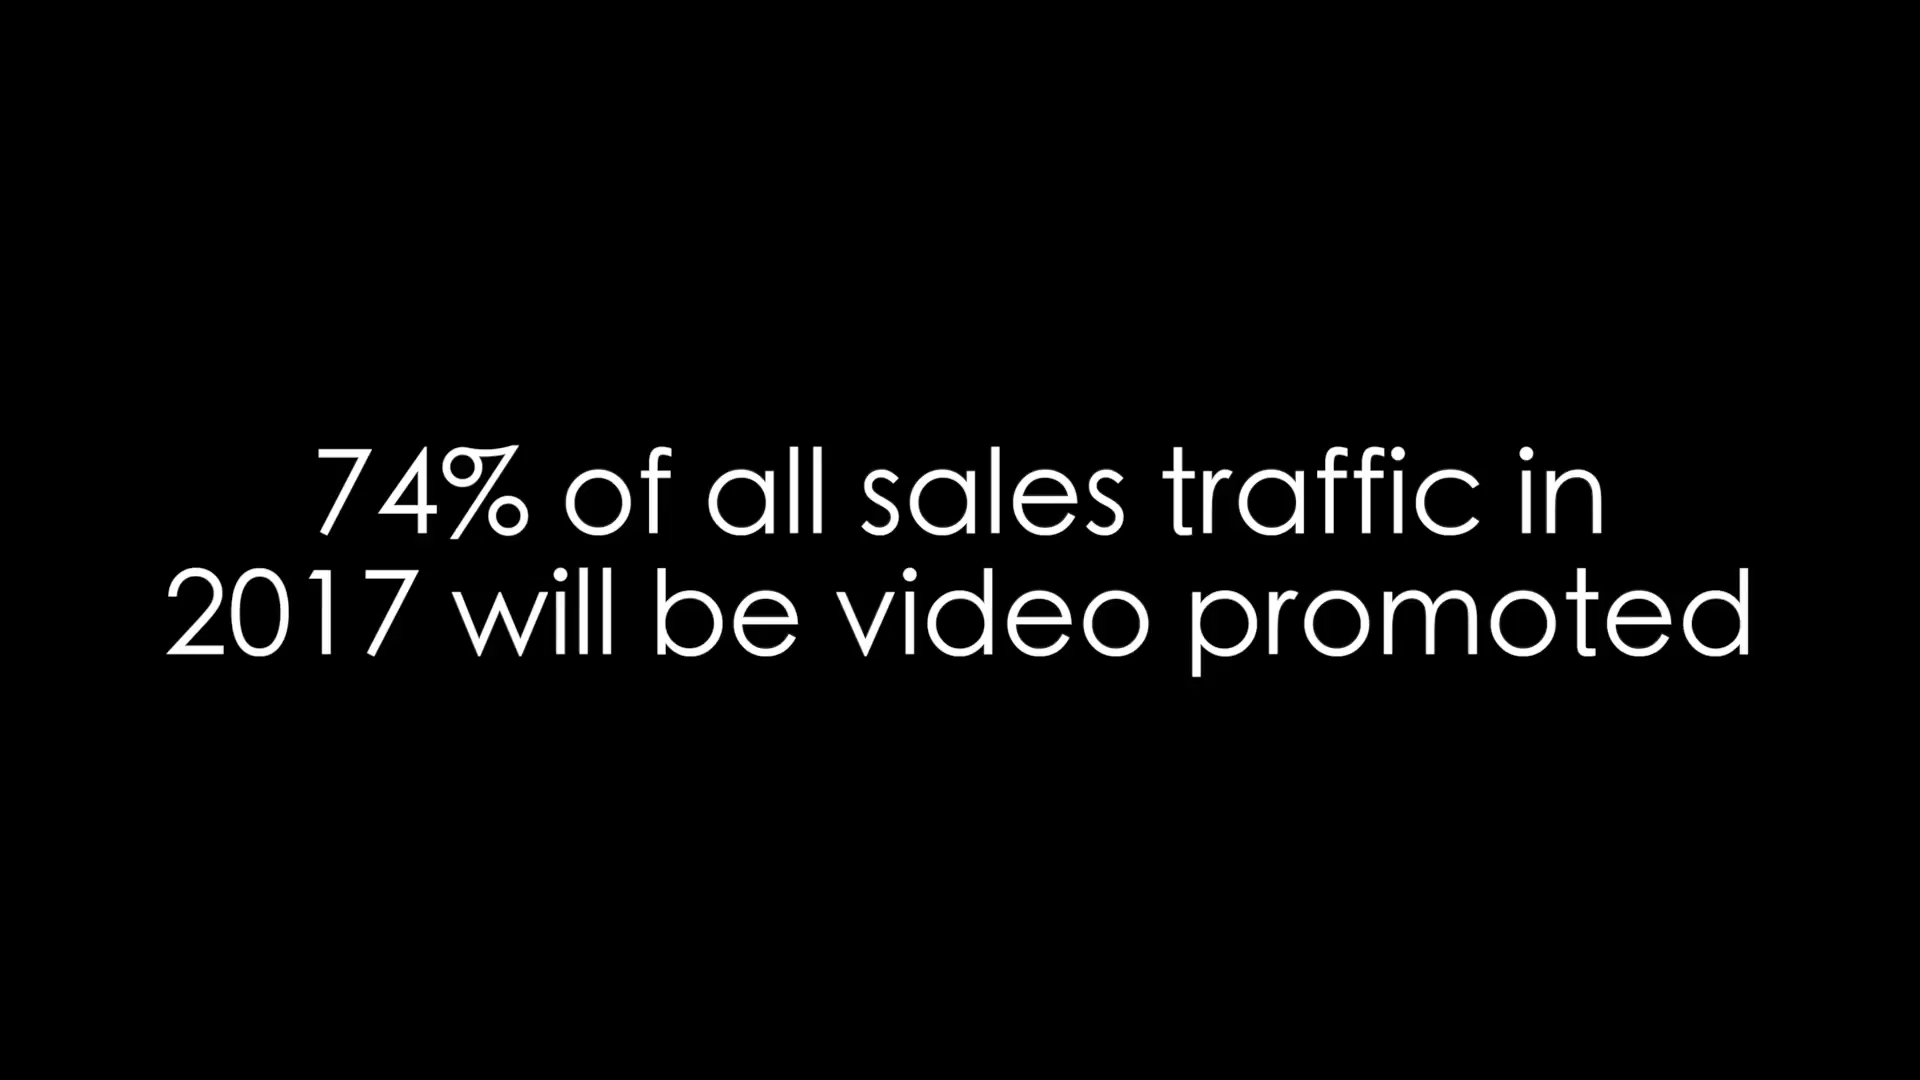 74% of all sales traffic in
2017 will be video promoted